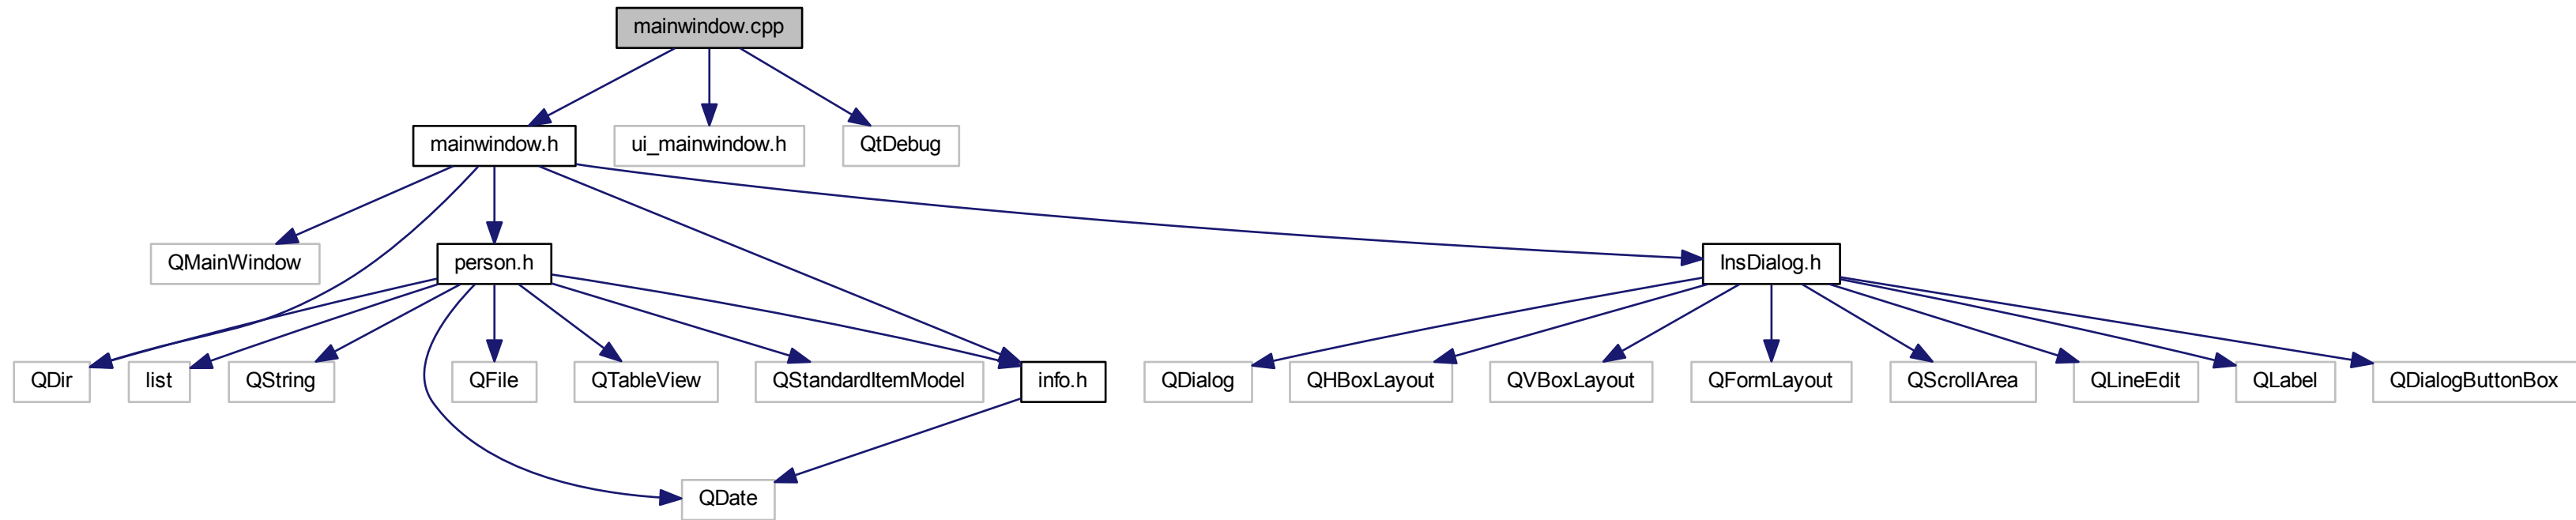 mainwindow.cpp
mainwindow.h
ui_mainwindow.h
QtDebug
QMainWindow
person.h
InsDialog.h
QDir
list
QString
QFile
QTableView
QStandardItemModel
info.h
QDialog
QHBoxLayout
QVBoxLayout
QFormLayout
QScrollArea
QLineEdit
QLabel
QDialogButtonBox
QDate